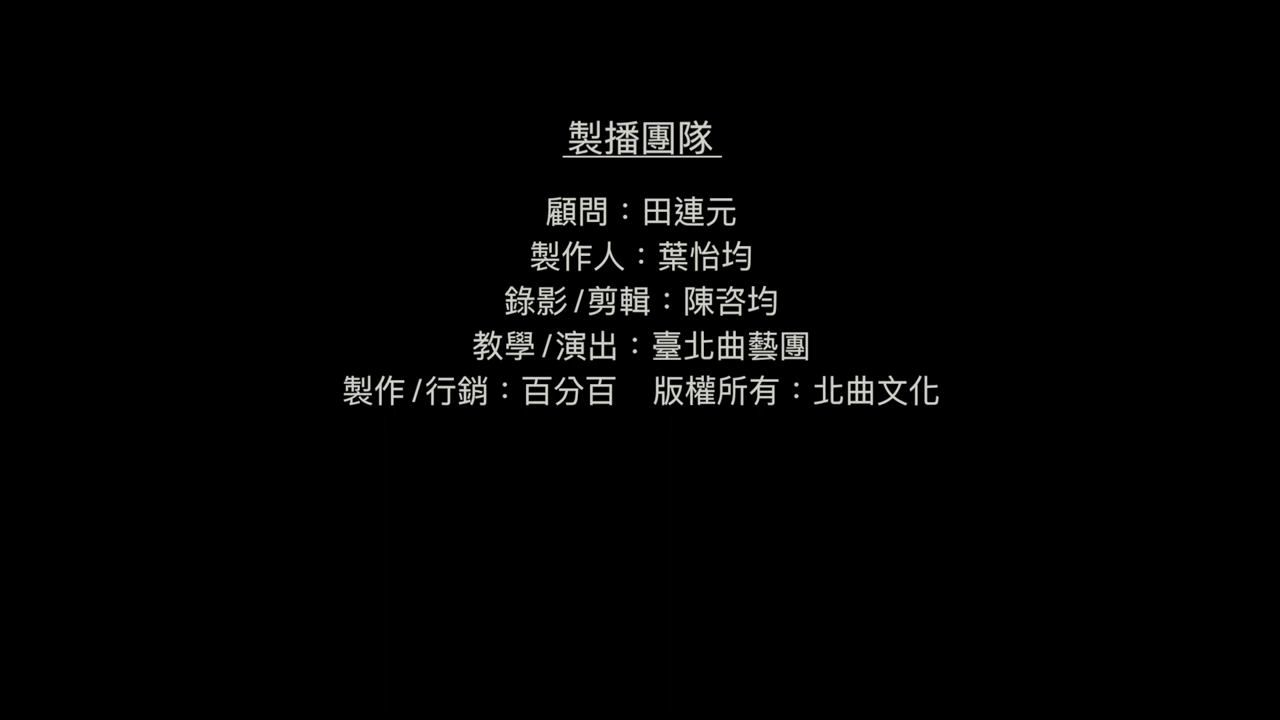 製播團隊
顧問：田連元
製作人：葉怡均
錄影/剪輯：陳咨均
教學/演出：臺北曲藝團
製作/行銷：百分百　版權所有：北曲文化